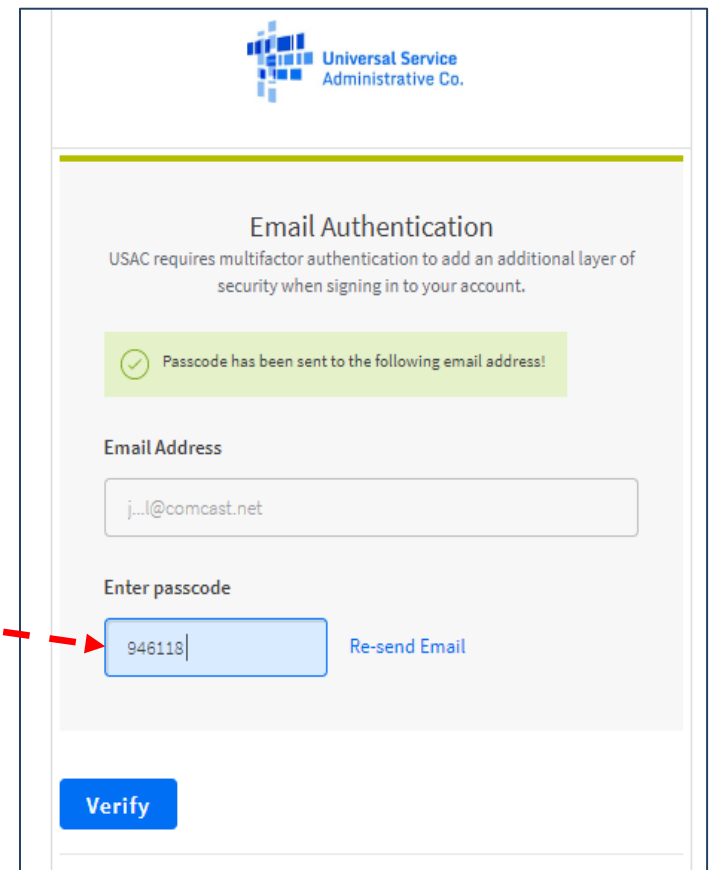 Universal Service
Administrative Co.
Email Authentication
USAC requires multifactor authentication to add an additional layer of
security when signing in to your account.
Passcode has been sent to the following email address!
Email Address
j...l@comcast.net
Enter passcode
946118
Re-send Email
Verify